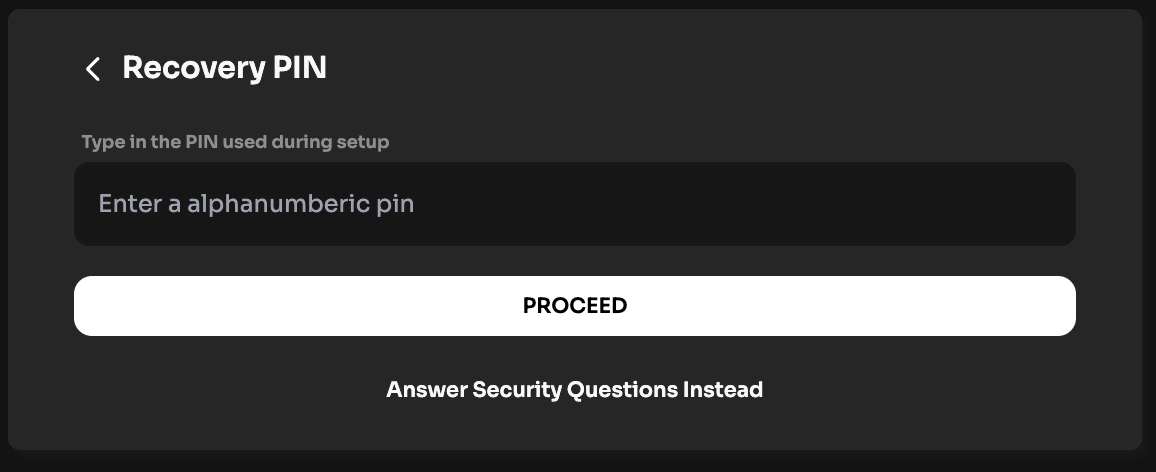 Recovery PIN
Type in the PIN used during setup
Enter a alphanumberic pin
PROCEED
Answer Security Questions Instead